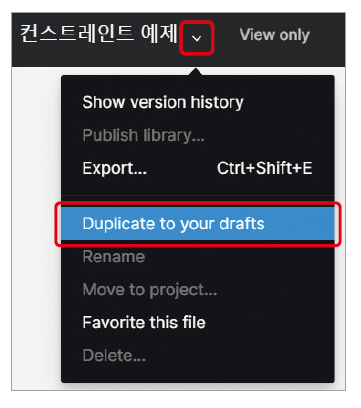 컨스트레인트 예제 View only
Show version history
Publish library...
Export... Ctrl+Shift+E
Duplicate to your drafts
Rename
Move to project...
Favorite this file
Delete...